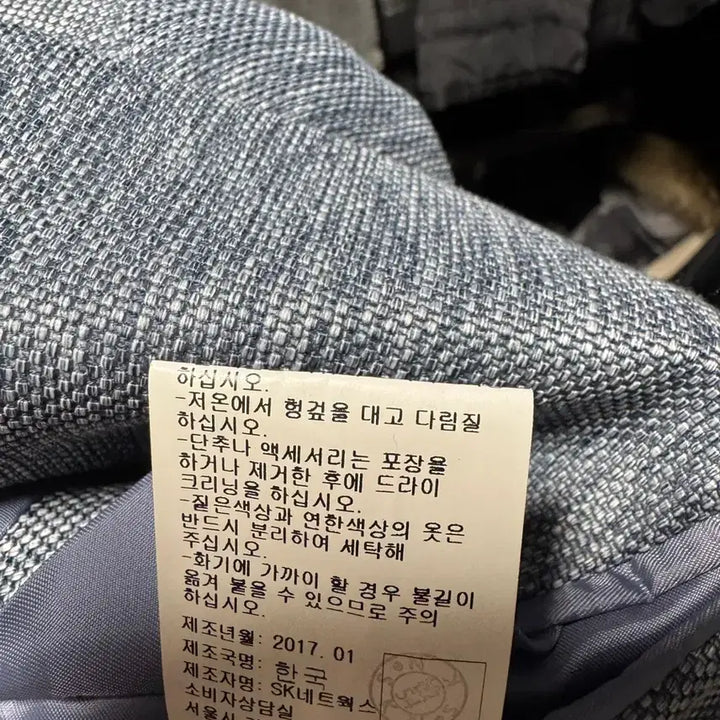 하십시오.
-저온에서 헝겊을 대고 다림질
하십시오.
-단추나 액세서리는 포장을
하거나 제거한 후에 드라이
크리닝을 하십시오.
-짙은색상과 연한색상의 옷은
반드시 분리하여 세탁해
주십시오.
-화기에 가까이 할 경우 불길이
옮겨 붙을 수 있으므로 주의
하십시오.
제조년월: 2017. 01
제조국명: 한국
제조자명: SK네트웍스
소비자상담실
서울시